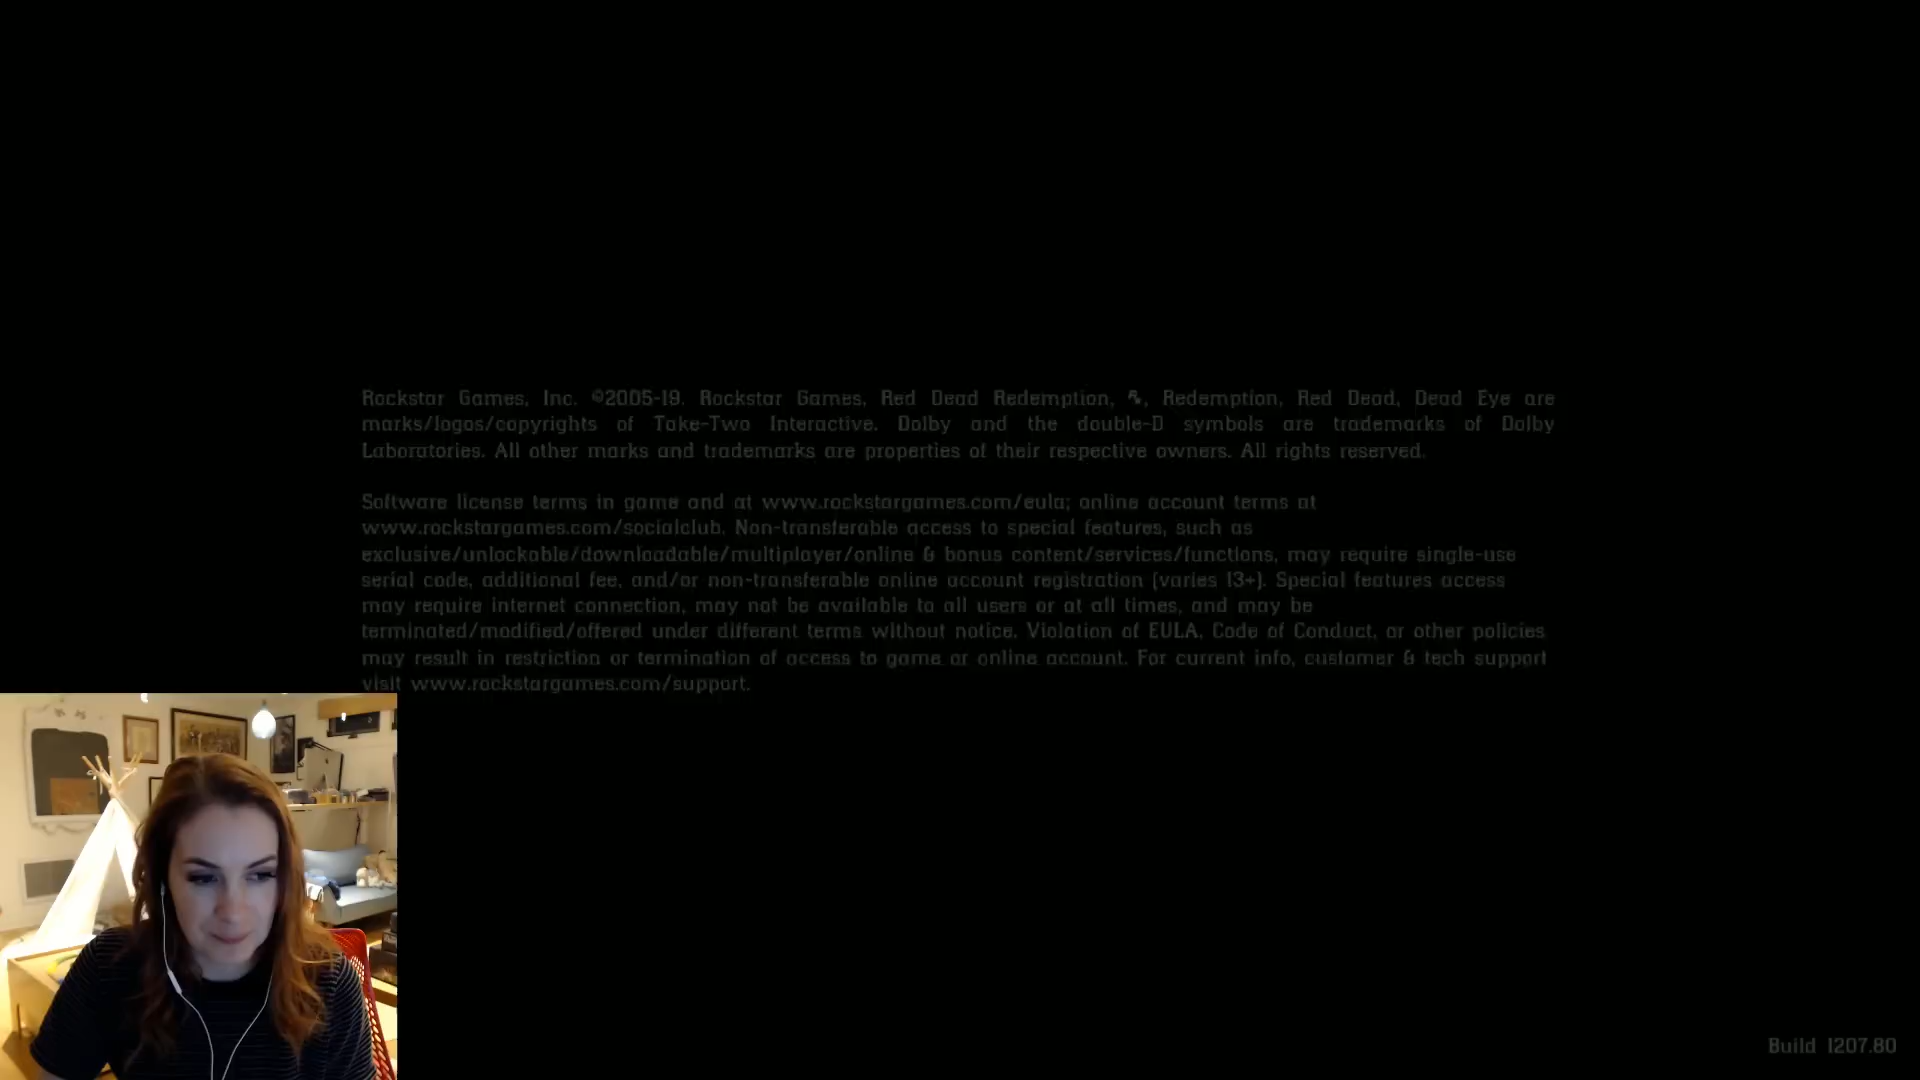 Rockstar Games, Inc. ©2005-19. Rockstar Games, Red Dead Redemption, R*, Redemption, Red Dead, Dead Eye are
marks/logos/copyrights of Take-Two Interactive. Dolby and the double-D symbols are trademarks of Dolby
Laboratories. All other marks and trademarks are properties of their respective owners. All rights reserved.
Software license terms in game and at www.rockstargames.com/eula; online account terms at
www.rockstargames.com/socialclub. Non-transferable access to special features, such as
exclusive/unlockable/downloadable/multiplayer/online & bonus content/services/functions, may require single-use
serial code, additional fee, and/or non-transferable online account registration (varies 13+). Special features access
may require internet connection, may not be available to all users or at all times, and may be
terminated/modified/offered under different terms without notice. Violation of EULA, Code of Conduct, or other policies
may result in restriction or termination of access to game or online account. For current info, customer & tech support
visit www.rockstargames.com/support.
Build 1207.80